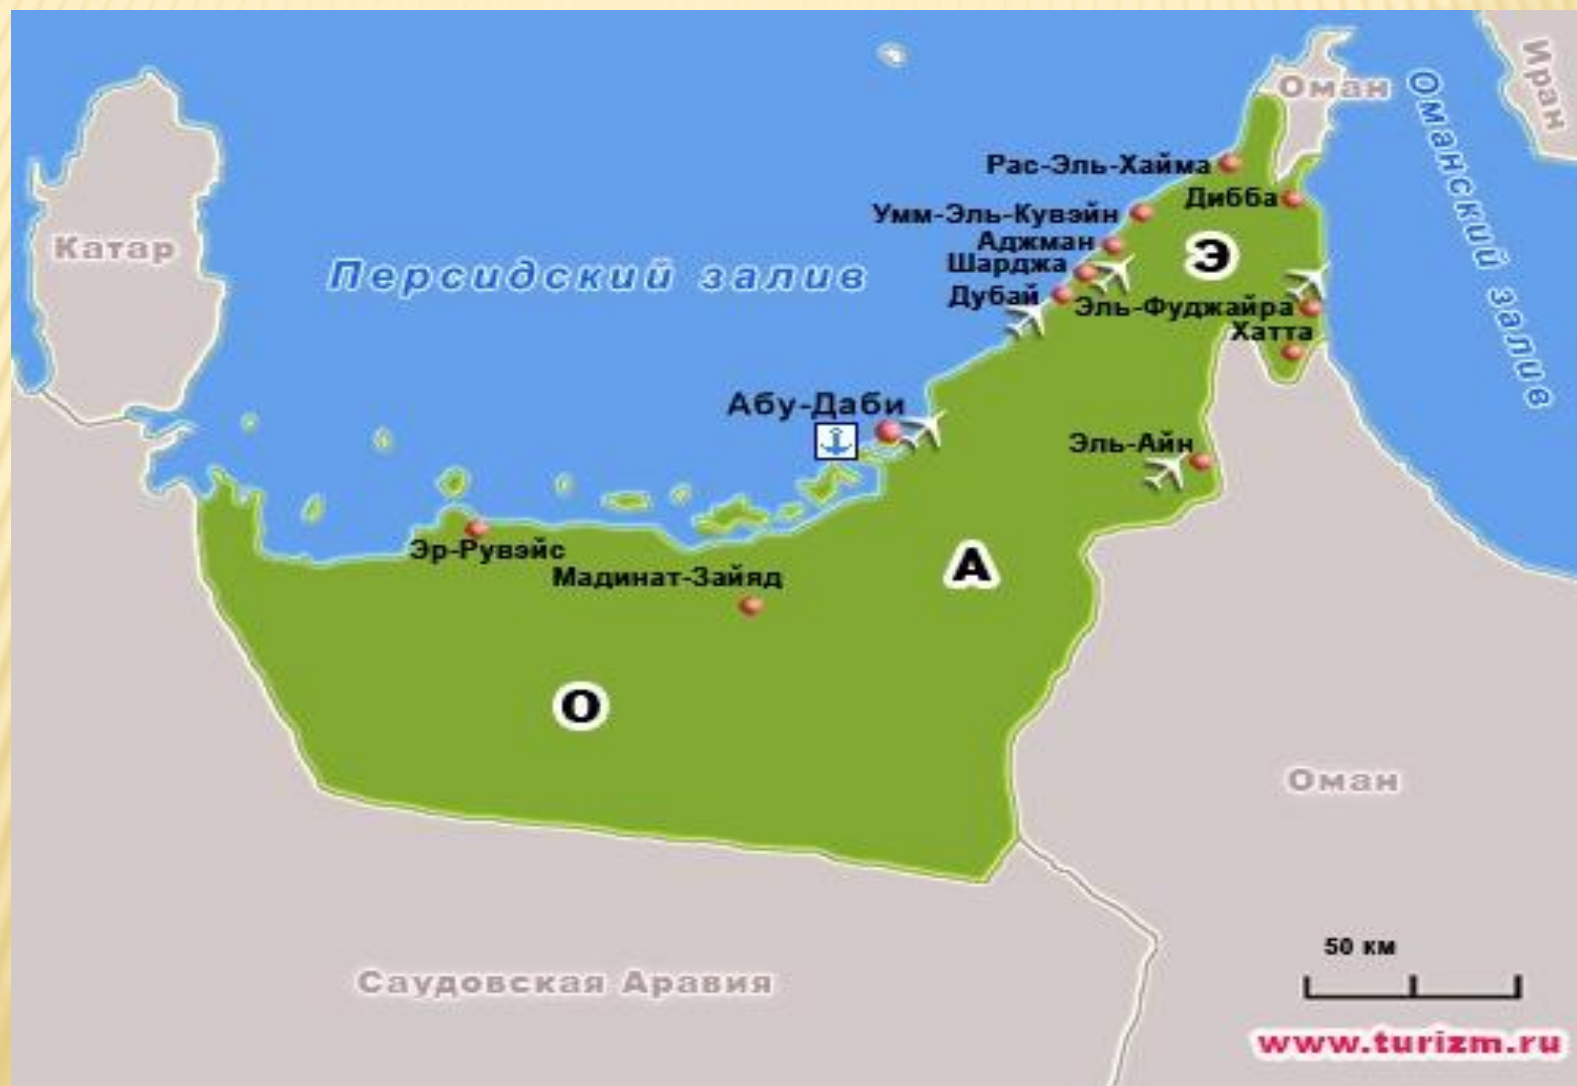 Оман
Иран
Оманский залив
Рас-Эль-Хайма
Дибба
Умм-Эль-Кувэйн
Аджман
Катар
Э
Шарджа
Персидский залив
Дубай
Эль-Фуджайра
Хатта
Абу-Даби
Эль-Айн
Эр-Рувэйс
А
Мадинат-Зайяд
О
Оман
50 км
Саудовская Аравия
www.turizm.ru